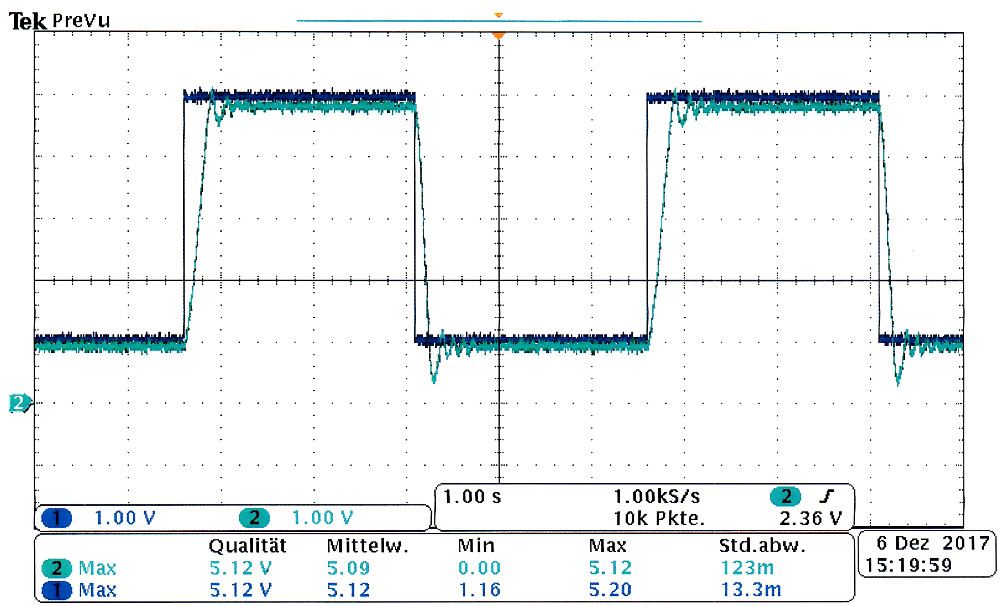 Tek PreVu
2
1 1.00 V 2 1.00 V
1.00 s 1.00kS/s 2
10k Pkte. 2.36 V
Qualität Mittelw. Min Max Std.abw.
2 Max 5.12 V 5.09 0.00 5.12 123m
1 Max 5.12 V 5.12 1.16 5.20 13.3m
6 Dez 2017
15:19:59